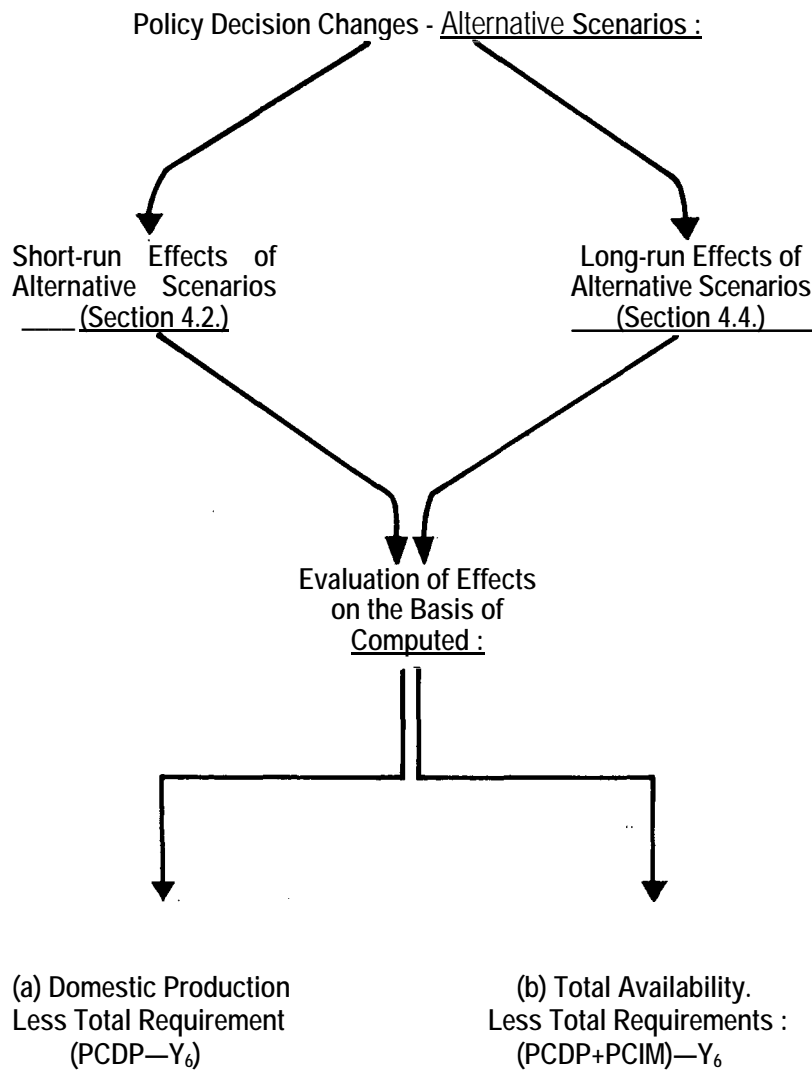 Policy Decision Changes - Alternative Scenarios :
Short-run Effects of
Alternative Scenarios
(Section 4.2.)
Long-run Effects of
Alternative Scenarios
(Section 4.4.)
Evaluation of Effects
on the Basis of
Computed :
(a) Domestic Production
Less Total Requirement
(PCDP—Y₆)
(b) Total Availability.
Less Total Requirements :
(PCDP+PCIM)—Y₆